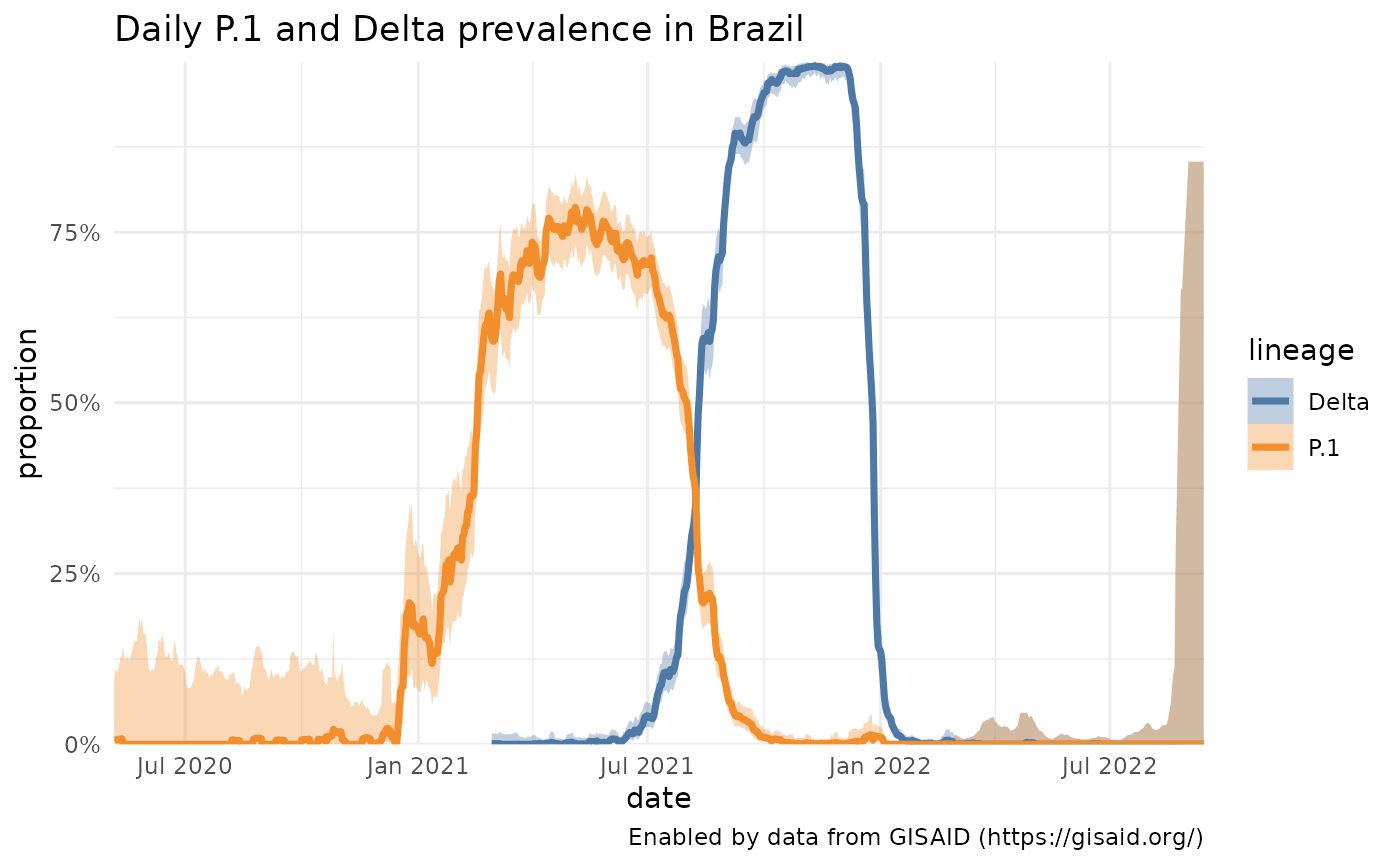 Daily P.1 and Delta prevalence in Brazil
proportion
75%
50%
25%
0%
Jul 2020
Jan 2021
Jul 2021
Jan 2022
Jul 2022
date
lineage
Delta
P.1
Enabled by data from GISAID (https://gisaid.org/)